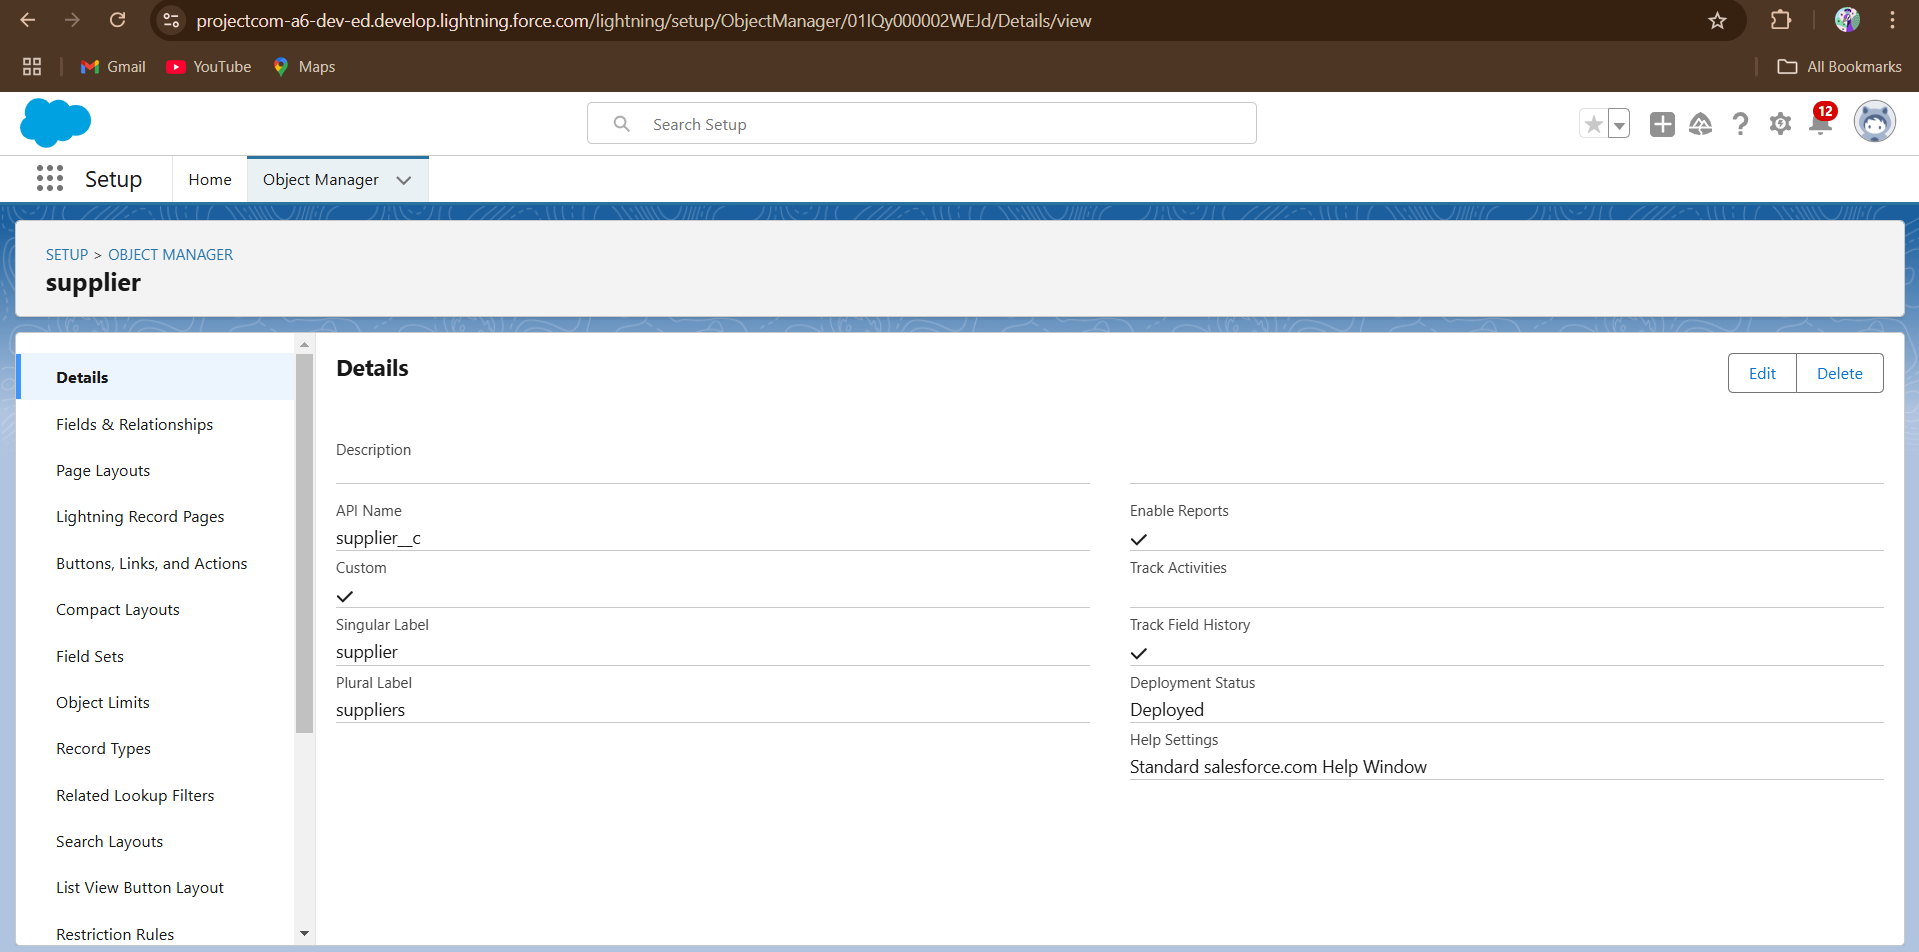 projectcom-a6-dev-ed.develop.lightning.force.com/lightning/setup/ObjectManager/01IQy000002WEJd/Details/view
Gmail YouTube Maps All Bookmarks
Search Setup
12
Setup Home Object Manager
SETUP > OBJECT MANAGER
supplier
Details
Fields & Relationships
Page Layouts
Lightning Record Pages
Buttons, Links, and Actions
Compact Layouts
Field Sets
Object Limits
Record Types
Related Lookup Filters
Search Layouts
List View Button Layout
Restriction Rules
Details
Edit Delete
Description
API Name
supplier__c
Custom
Singular Label
supplier
Plural Label
suppliers
Enable Reports
Track Activities
Track Field History
Deployment Status
Deployed
Help Settings
Standard salesforce.com Help Window